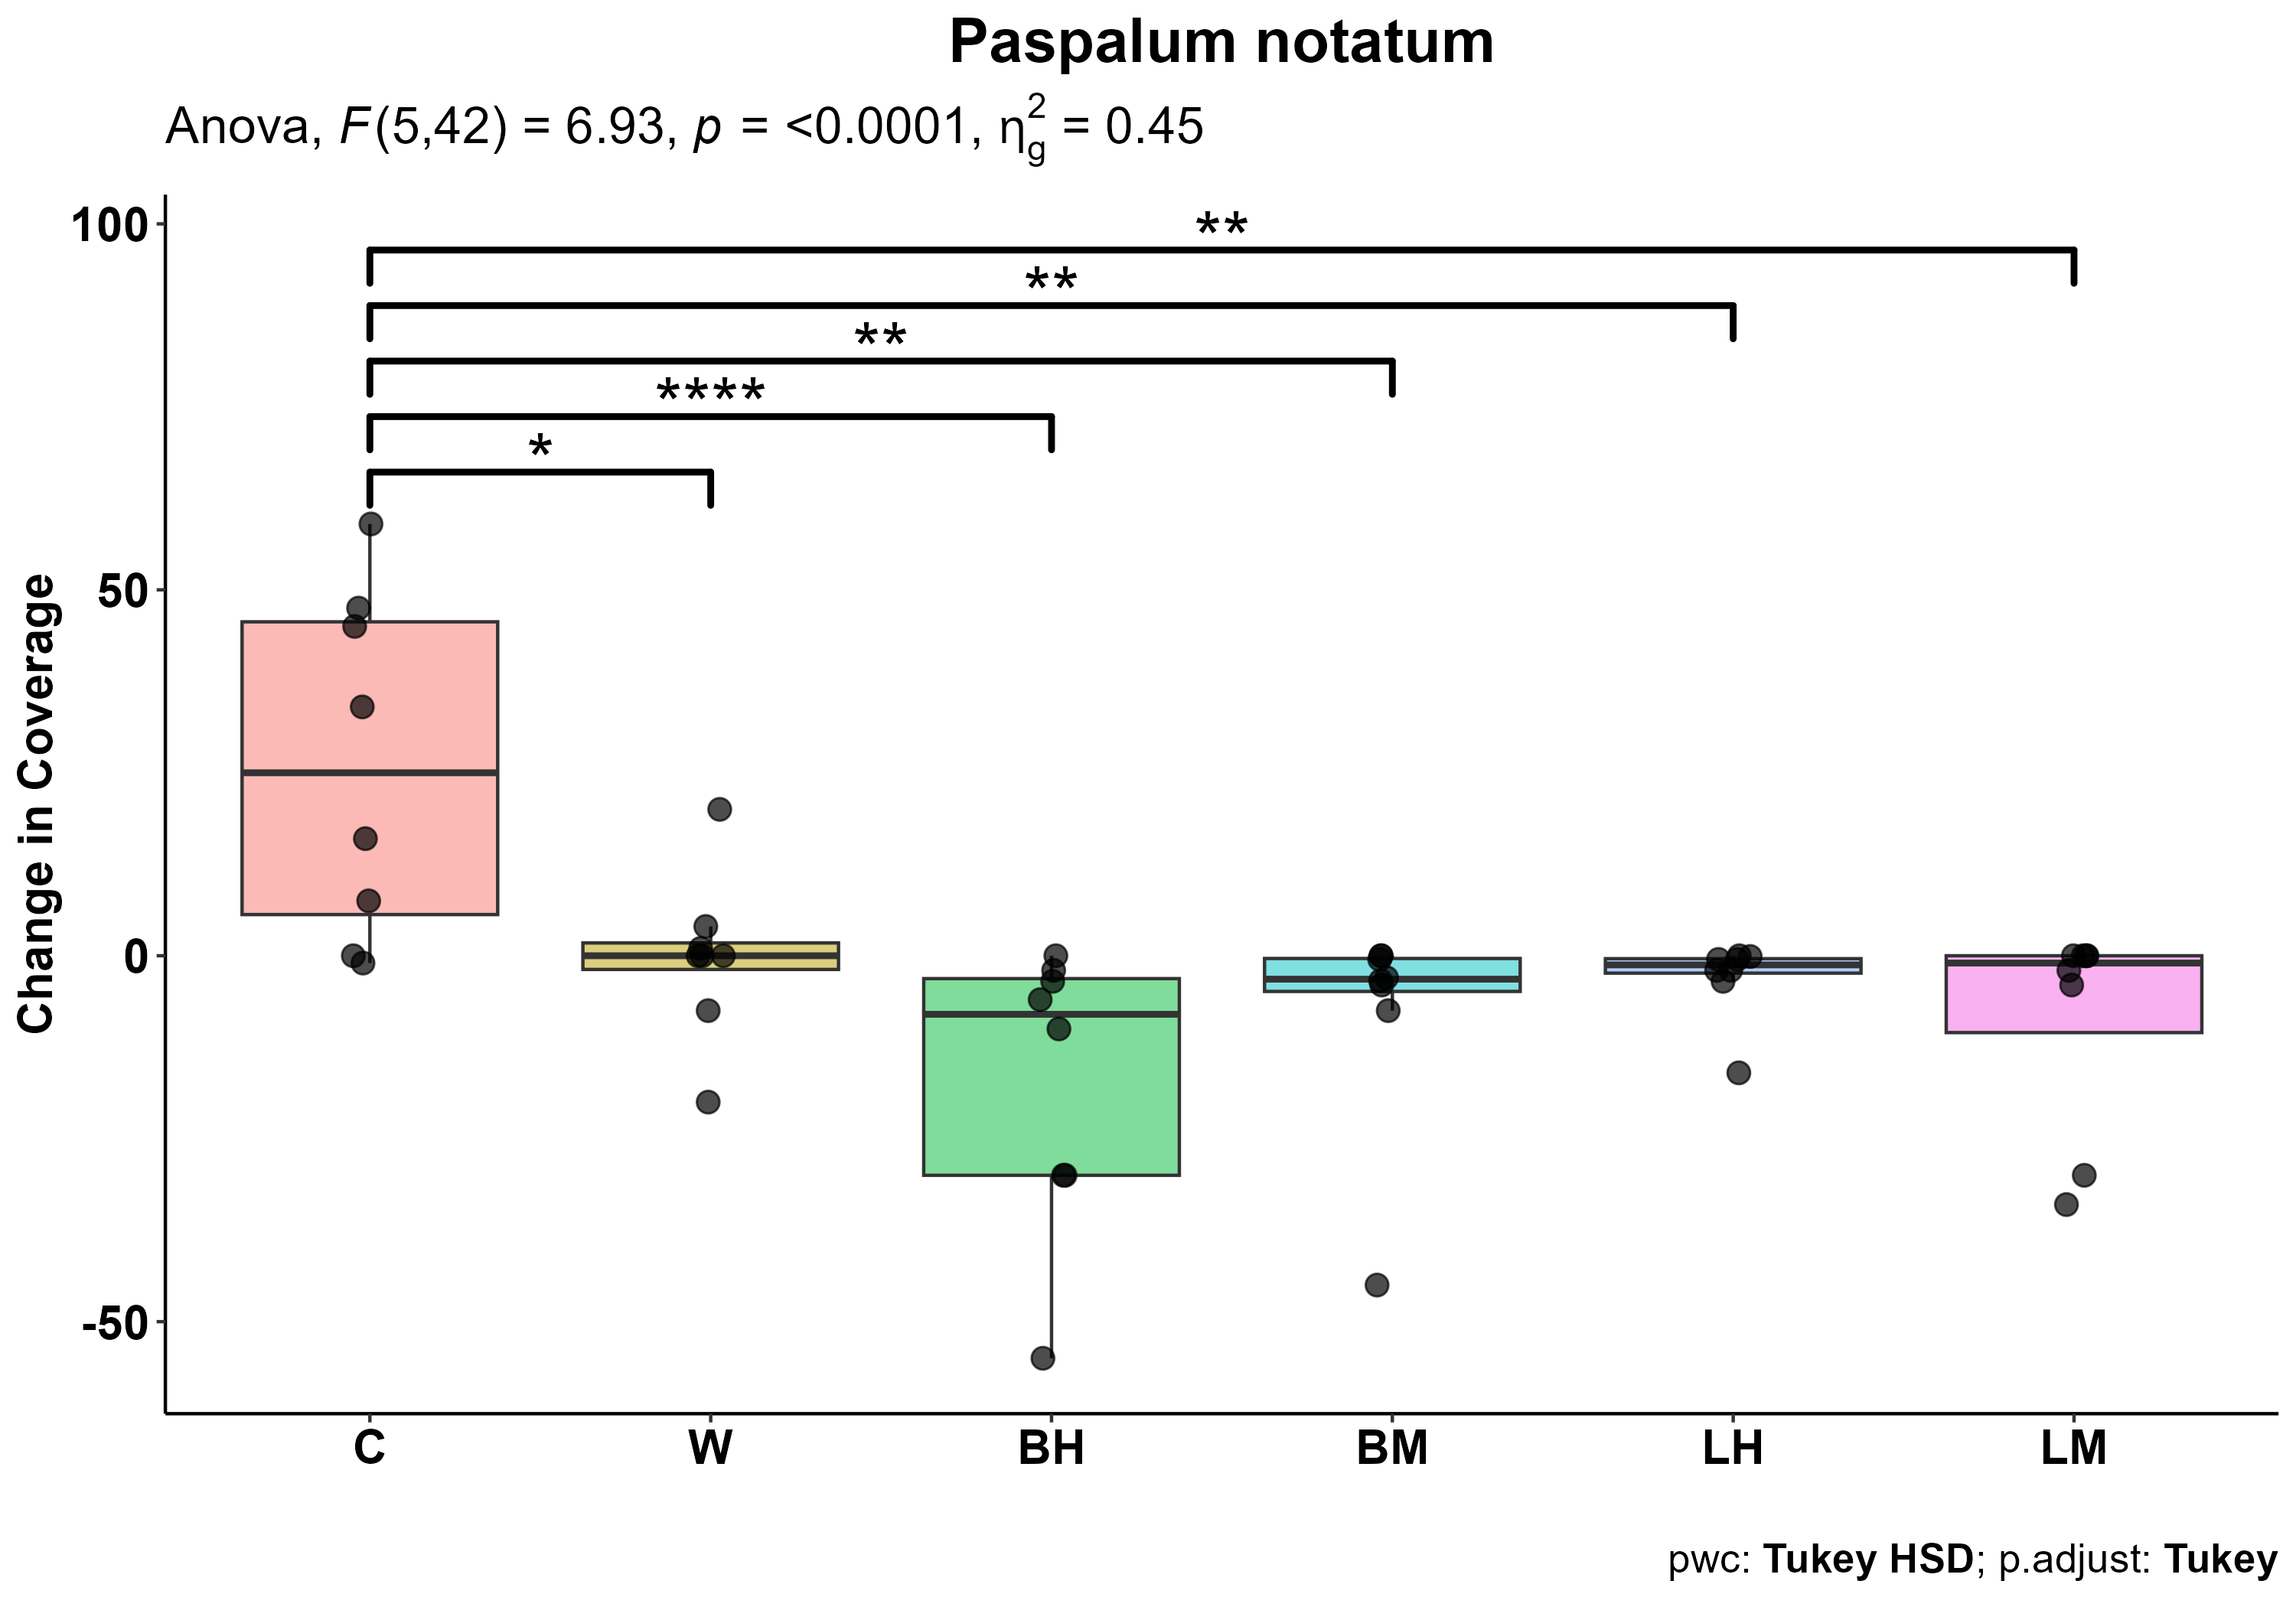 Paspalum notatum
Anova, F(5,42) = 6.93, p = <0.0001, η²g = 0.45
100
**
**
**
****
*
50
Change in Coverage
0
-50
C W BH BM LH LM
pwc: Tukey HSD; p.adjust: Tukey